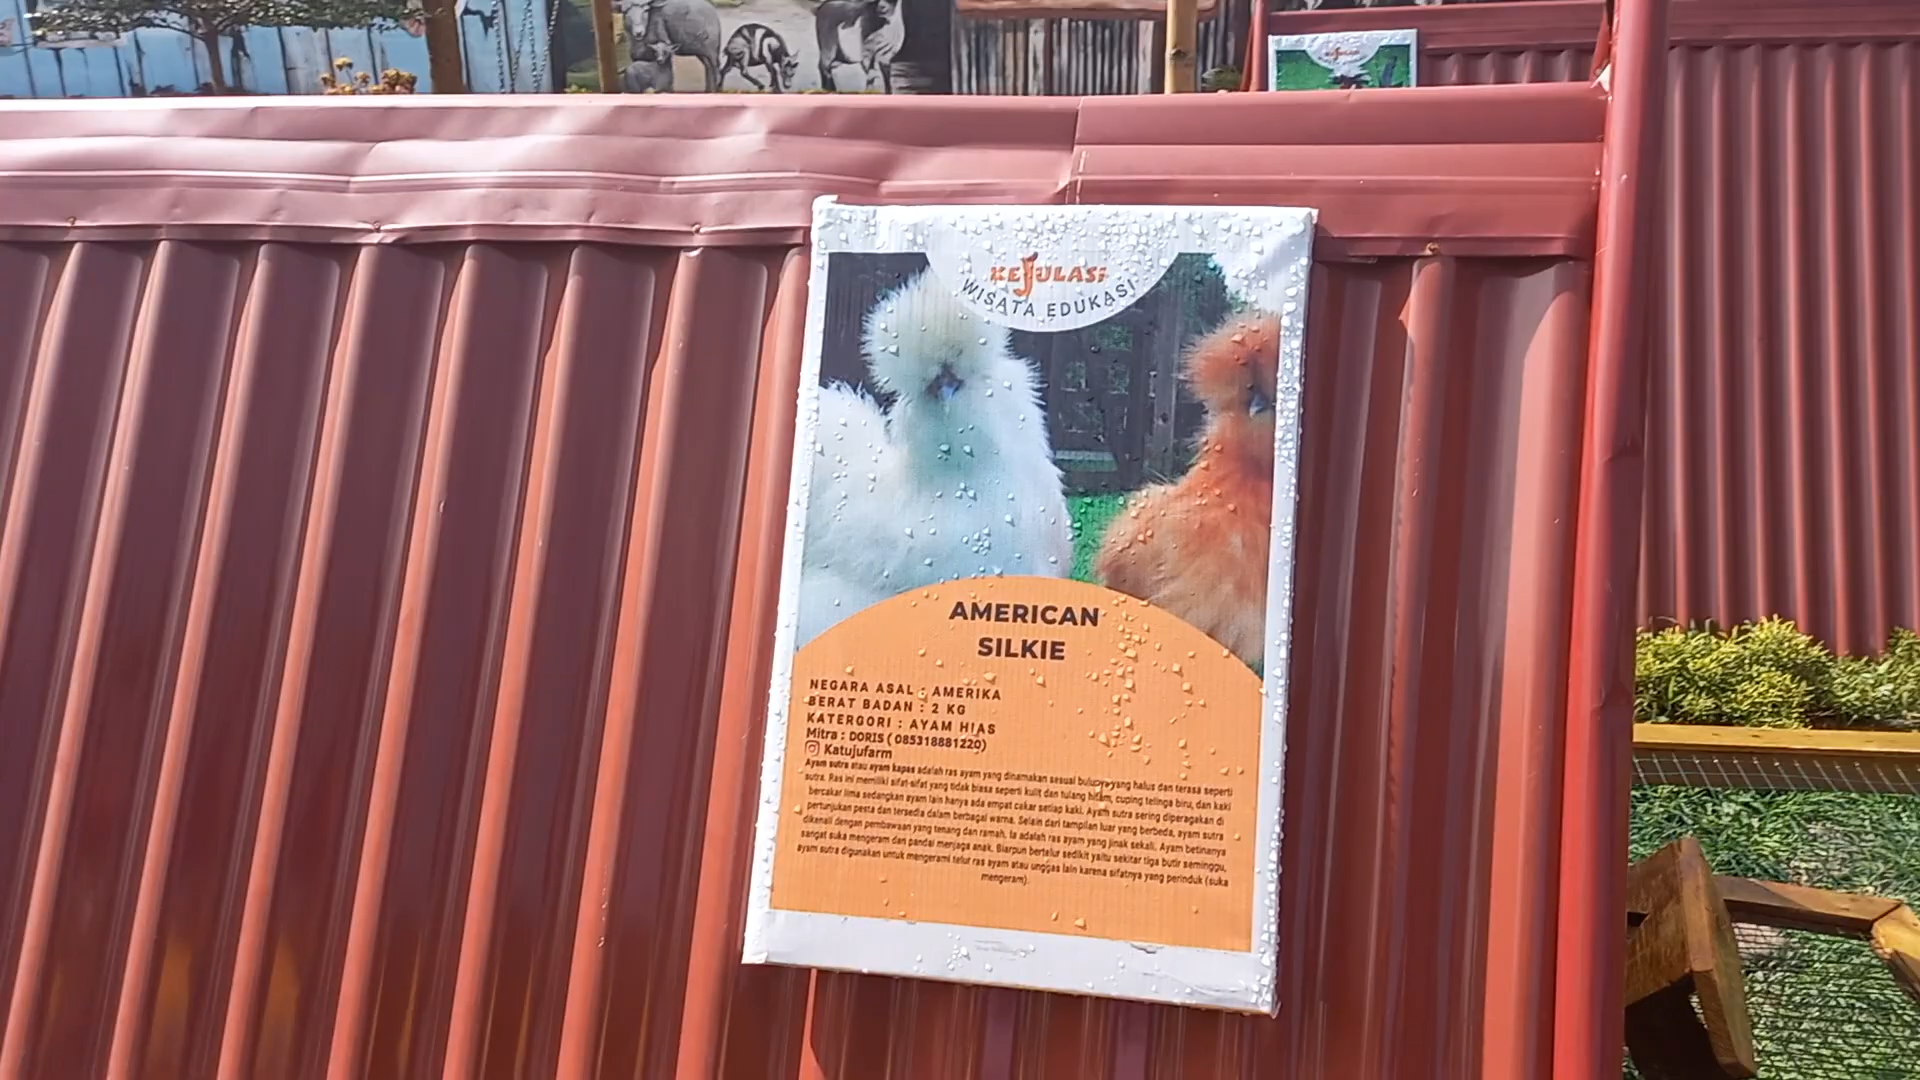 KEJULASI
WISATA EDUKASI
AMERICAN
SILKIE
NEGARA ASAL : AMERIKA
BERAT BADAN : 2 KG
KATERGORI : AYAM HIAS
Mitra : DORIS ( 085318881220)
Katujufarm
Ayam sutra atau ayam kapas adalah ras ayam yang dinamakan sesuai bulunya yang halus dan terasa seperti
sutra. Ras ini memiliki sifat-sifat yang tidak biasa seperti kulit dan tulang hitam, cuping telinga biru, dan kaki
bercakar lima sedangkan ayam lain hanya ada empat cakar setiap kaki. Ayam sutra sering diperagakan di
pertunjukan pesta dan tersedia dalam berbagai warna. Selain dari tampilan luar yang berbeda, ayam sutra
dikenali dengan pembawaan yang tenang dan ramah. Ia adalah ras ayam yang jinak sekali. Ayam betinanya
sangat suka mengeram dan pandai menjaga anak. Biarpun bertelur sedikit yaitu sekitar tiga butir seminggu,
ayam sutra digunakan untuk mengerami telur ras ayam atau unggas lain karena sifatnya yang perinduk (suka
mengeram).